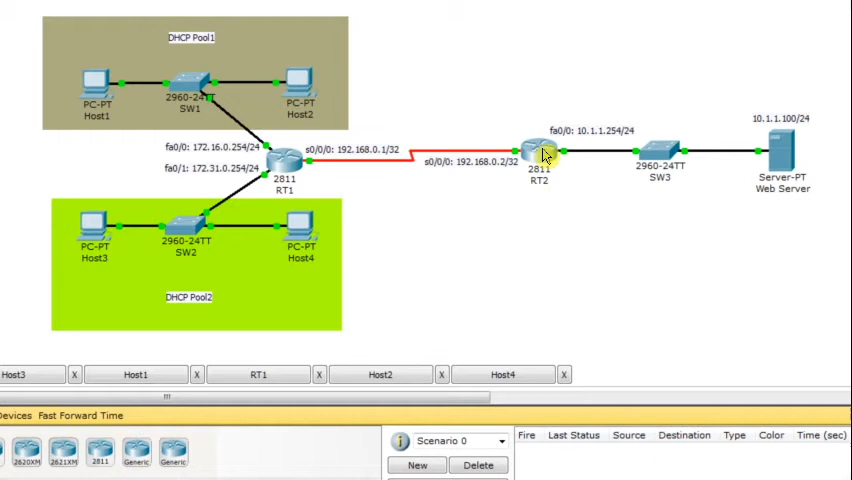 DHCP Pool1
PC-PT
Host1
2960-24TT
SW1
PC-PT
Host2
fa0/0: 172.16.0.254/24
fa0/1: 172.31.0.254/24
2811
RT1
s0/0/0: 192.168.0.1/32
s0/0/0: 192.168.0.2/32
fa0/0: 10.1.1.254/24
2811
RT2
2960-24TT
SW3
10.1.1.100/24
Server-PT
Web Server
PC-PT
Host3
2960-24TT
SW2
PC-PT
Host4
DHCP Pool2
Host3 X Host1 X RT1 X Host2 X Host4 X
Devices Fast Forward Time
2620XM 2621XM 2811 Generic Generic
Scenario 0
New Delete
Fire Last Status Source Destination Type Color Time (sec)